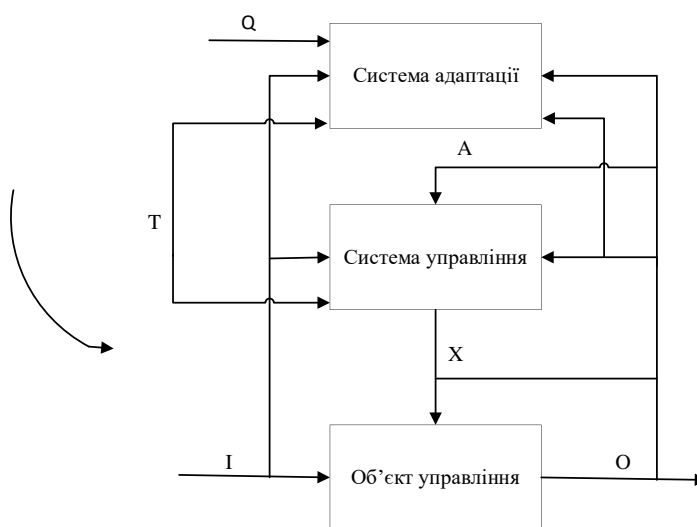 Q
Система адаптації
A
T
Система управління
X
I
Об’єкт управління
O